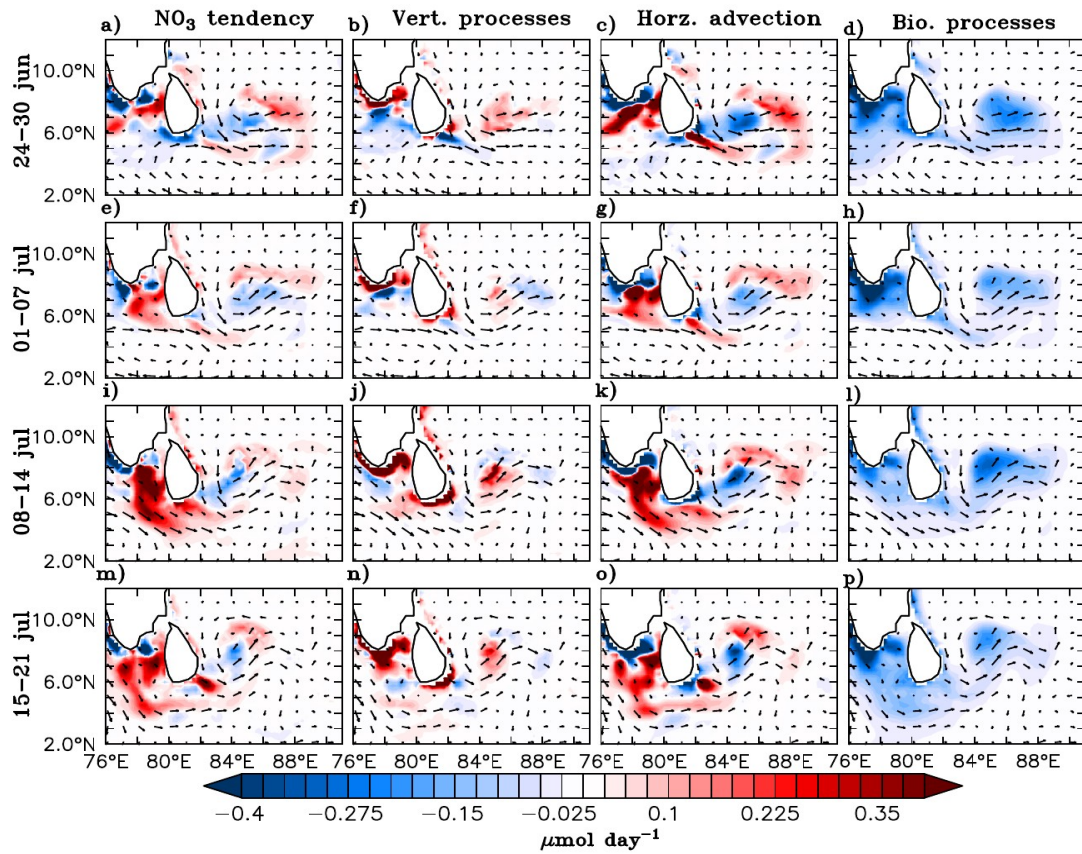 a) NO3 tendency b) Vert. processes c) Horz. advection d) Bio. processes
24−30 jun
10.0°N
6.0°N
2.0°N
e) f) g) h)
01−07 jul
10.0°N
6.0°N
2.0°N
i) j) k) l)
08−14 jul
10.0°N
6.0°N
2.0°N
m) n) o) p)
15−21 jul
10.0°N
6.0°N
2.0°N
76°E 80°E 84°E 88°E 76°E 80°E 84°E 88°E 76°E 80°E 84°E 88°E 76°E 80°E 84°E 88°E
−0.4 −0.275 −0.15 −0.025 0.1 0.225 0.35
μmol day−1